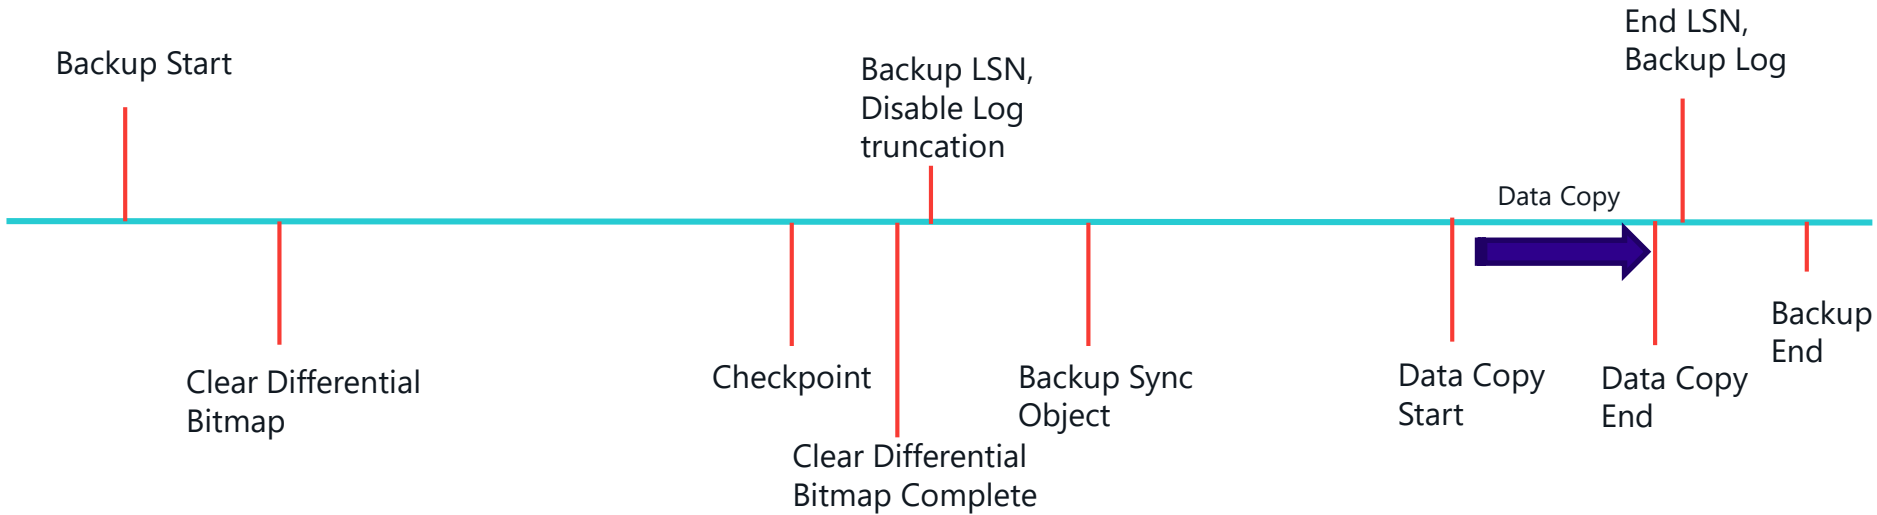 Backup Start
Backup LSN,
Disable Log
truncation
End LSN,
Backup Log
Data Copy
Clear Differential
Bitmap
Checkpoint
Clear Differential
Bitmap Complete
Backup Sync
Object
Data Copy
Start
Data Copy
End
Backup
End